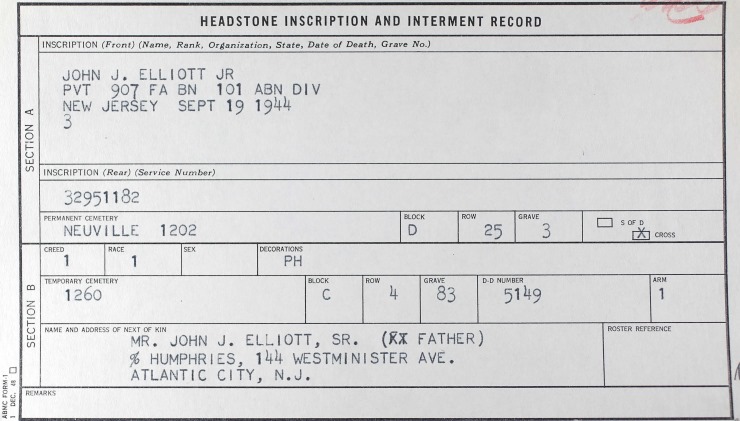 HEADSTONE INSCRIPTION AND INTERMENT RECORD
SECTION A
INSCRIPTION (Front) (Name, Rank, Organization, State, Date of Death, Grave No.)
JOHN J. ELLIOTT JR
PVT 907 FA BN 101 ABN DIV
NEW JERSEY SEPT 19 1944
3
INSCRIPTION (Rear) (Service Number)
32951182
PERMANENT CEMETERY BLOCK ROW GRAVE
NEUVILLE 1202 D 25 3
S OF D
X CROSS
SECTION B
CREED RACE SEX DECORATIONS
1 1 PH
TEMPORARY CEMETERY BLOCK ROW GRAVE D-D NUMBER ARM
1260 C 4 83 5149 1
NAME AND ADDRESS OF NEXT OF KIN ROSTER REFERENCE
MR. JOHN J. ELLIOTT, SR. (XX FATHER)
% HUMPHRIES, 144 WESTMINISTER AVE.
ATLANTIC CITY, N.J.
REMARKS
ABMC FORM-1
1 DEC. 48